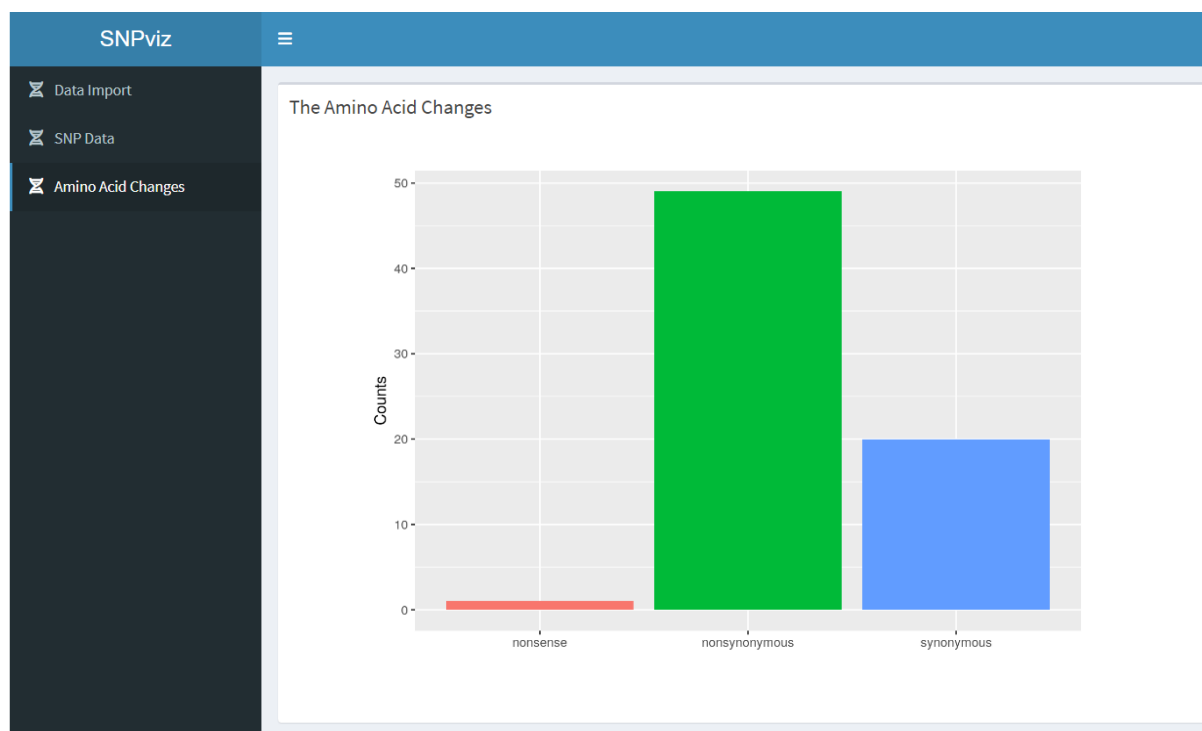 SNPviz
Data Import
SNP Data
Amino Acid Changes
The Amino Acid Changes
Counts
50
40
30
20
10
0
nonsense nonsynonymous synonymous